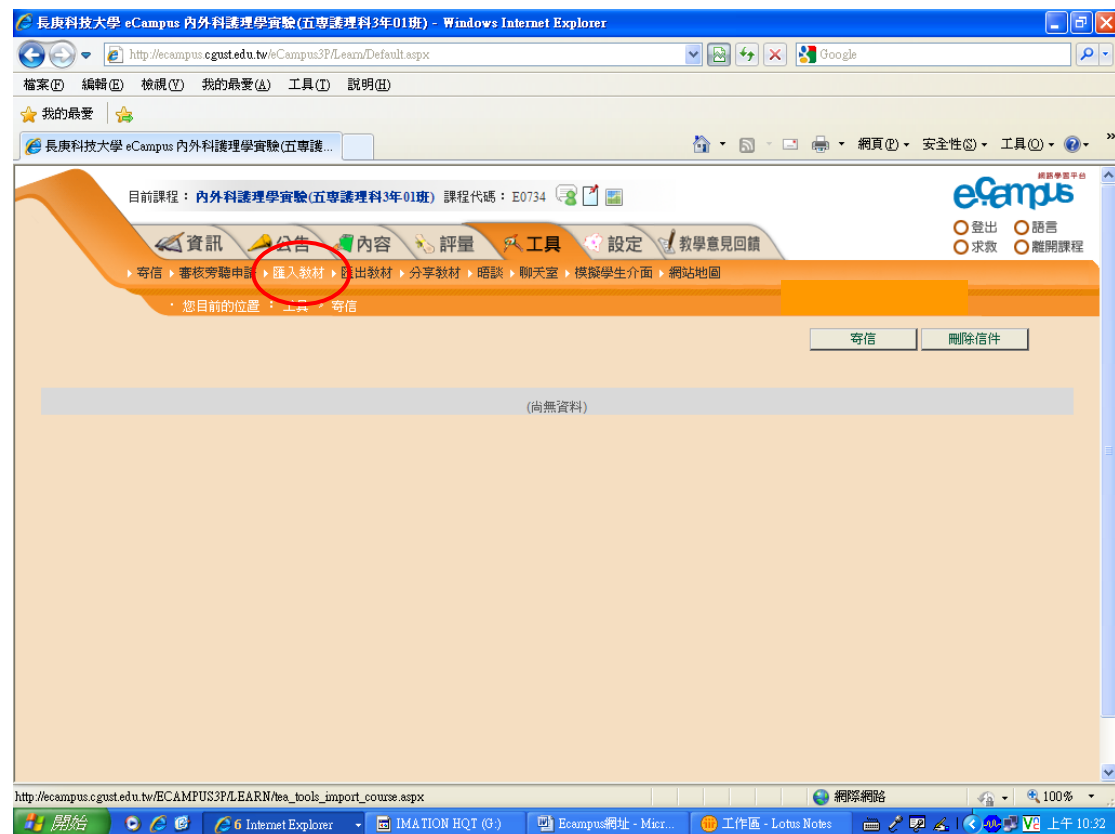 長庚科技大學 eCampus 內外科護理學實驗(五專護理科3年01班) - Windows Internet Explorer
http://ecampus.cgust.edu.tw/eCampus3P/Learn/Default.aspx
Google
檔案(F) 編輯(E) 檢視(V) 我的最愛(A) 工具(T) 說明(H)
我的最愛
長庚科技大學 eCampus 內外科護理學實驗(五專護...
網頁(P) 安全性(S) 工具(O)
目前課程：內外科護理學實驗(五專護理科3年01班) 課程代碼：E0734
網路學習平台
eCampus
登出 語言
求救 離開課程
資訊 公告 內容 評量 工具 設定 教學意見回饋
寄信 審核旁聽申請 匯入教材 匯出教材 分享教材 晤談 聊天室 模擬學生介面 網站地圖
・您目前的位置：工具 > 寄信
寄信 刪除信件
(尚無資料)
http://ecampus.cgust.edu.tw/ECAMPUS3P/LEARN/tea_tools_import_course.aspx
網際網路 100%
開始 6 Internet Explorer IMATION HQT (G:) Ecampus網址 - Micr... 工作區 - Lotus Notes 上午 10:32